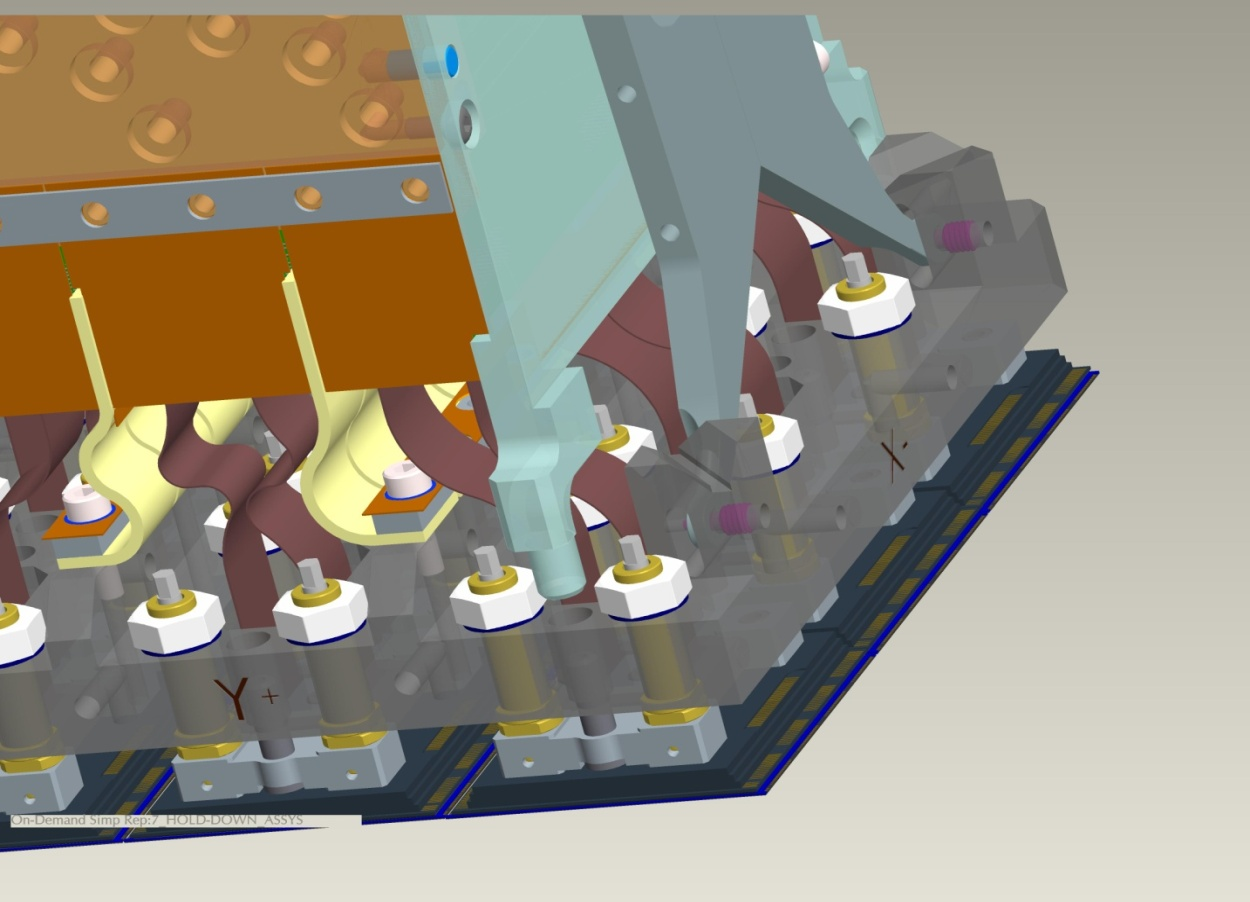 X-
Y +
On-Demand Simp Rep:7_HOLD-DOWN_ASSYS